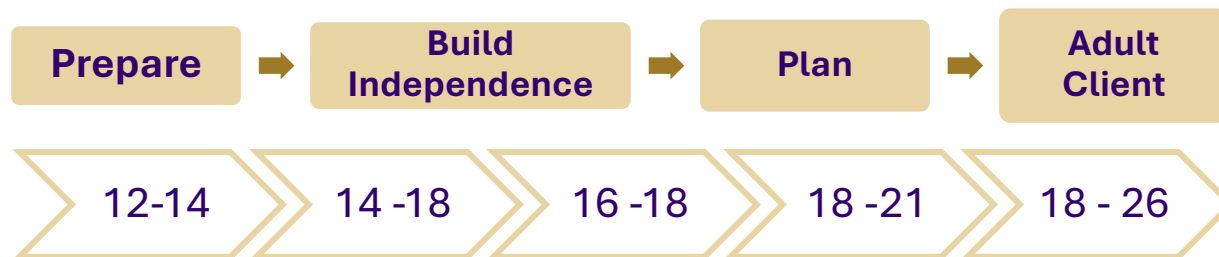 Prepare
Build
Independence
Plan
Adult
Client
12-14
14 -18
16 -18
18 -21
18 - 26